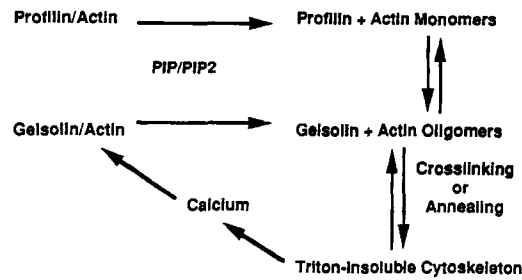 Profilin/Actin
Profilin + Actin Monomers
PIP/PIP2
Gelsolin/Actin
Gelsolin + Actin Oligomers
Crosslinking
or
Annealing
Calcium
Triton-Insoluble Cytoskeleton